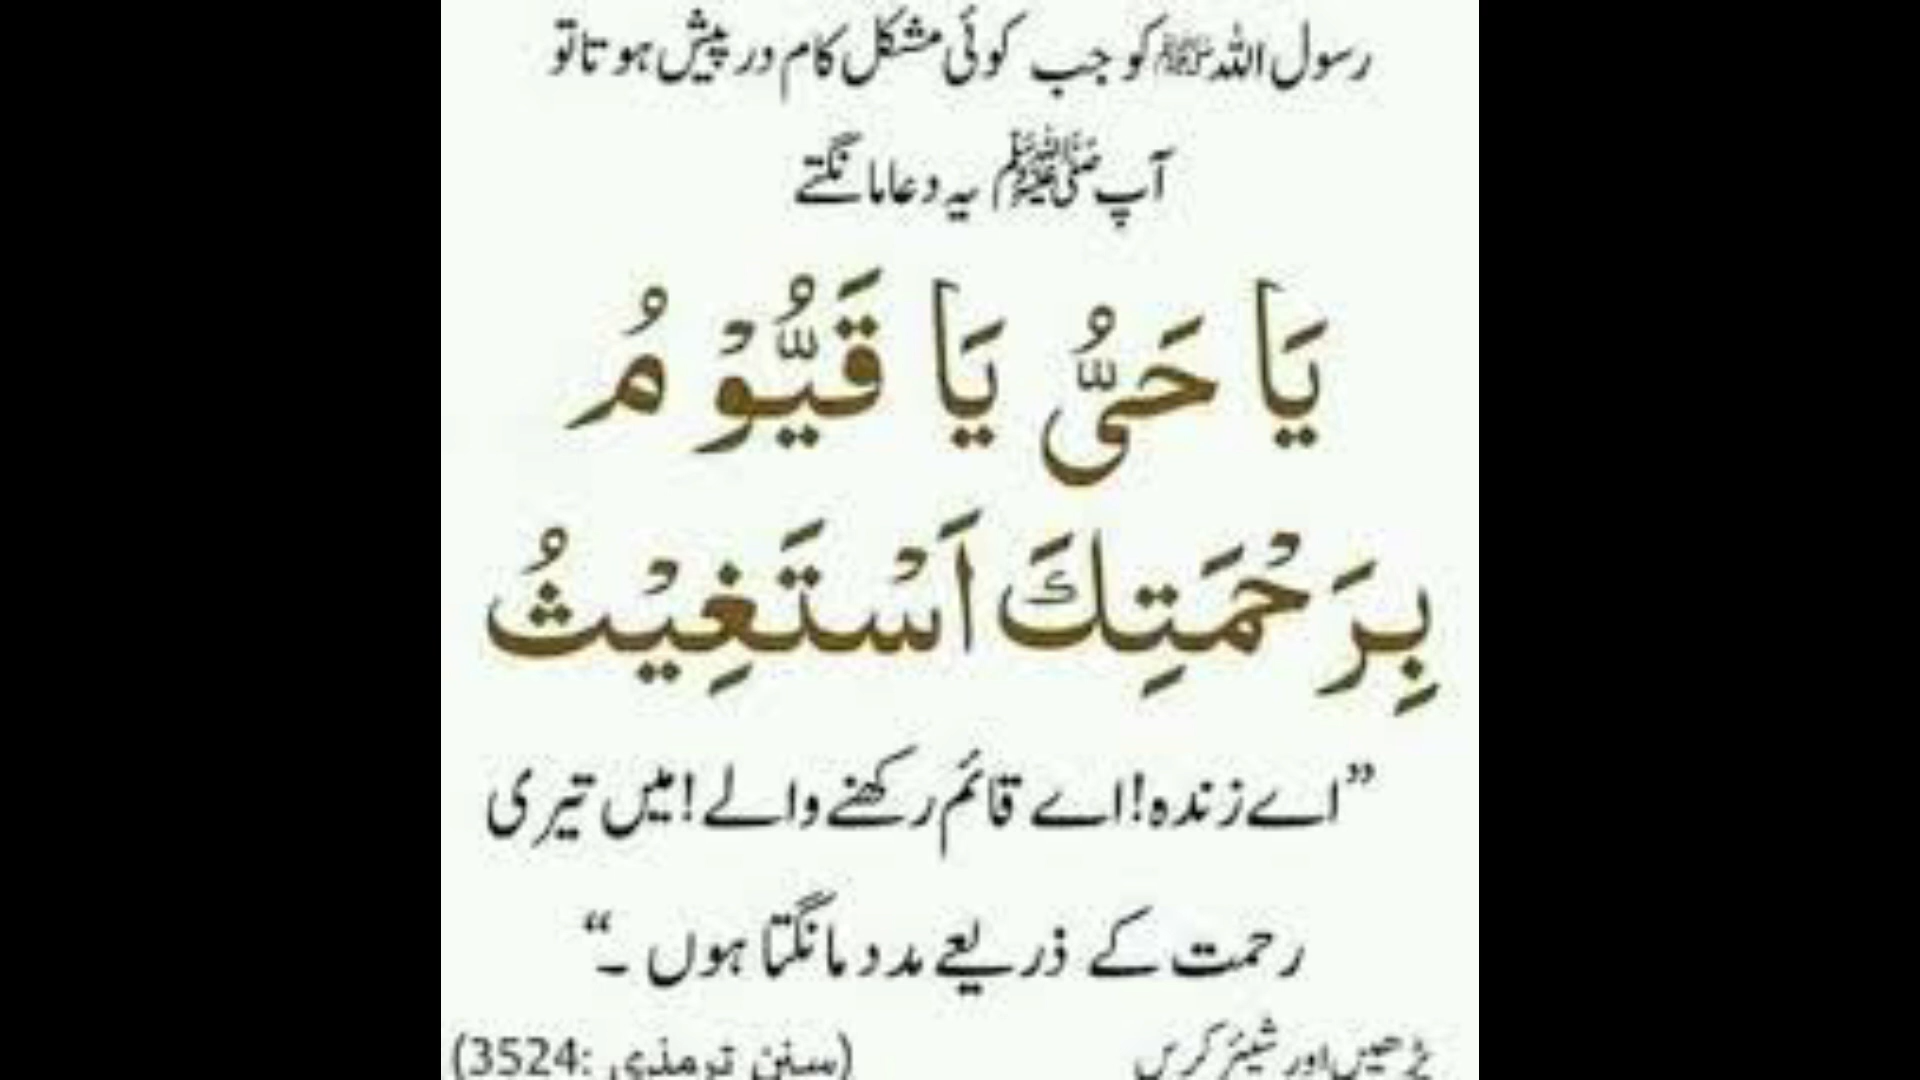 رسول اللہ ﷺ کو جب کوئی مشکل کام درپیش ہوتا تو
آپ ﷺ یہ دعا مانگتے
يَا حَيُّ يَا قَيُّوْمُ
بِرَحْمَتِكَ اَسْتَغِيْثُ
”اے زندہ! اے قائم رکھنے والے! میں تیری
رحمت کے ذریعے مدد مانگتا ہوں ۔“
پڑھیں اور شیئر کریں (سنن ترمذی :3524)